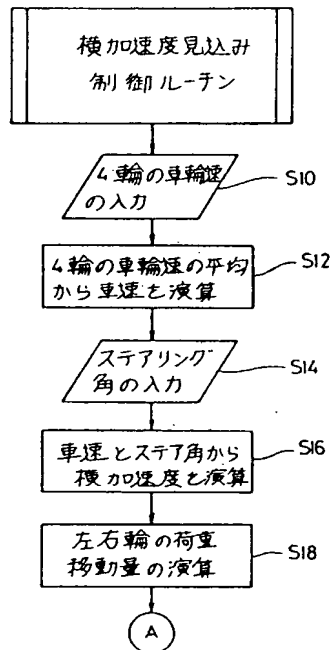 横加速度見込み
制御ルーチン
4輪の車輪速
の入力
S10
4輪の車輪速の平均
から車速を演算
S12
ステアリング
角の入力
S14
車速とステア角から
横加速度を演算
S16
左右輪の荷重
移動量の演算
S18
A